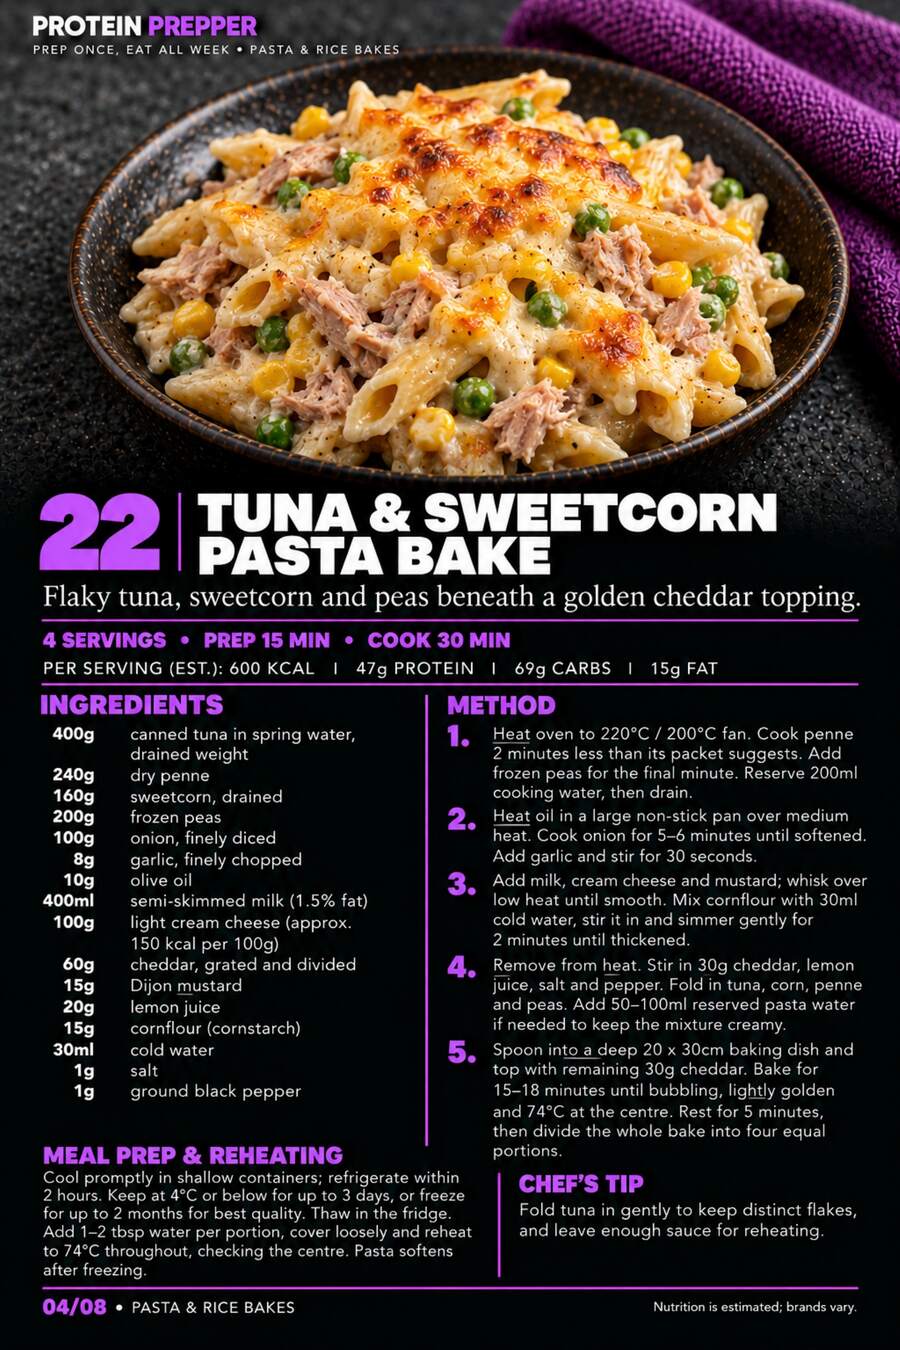 PROTEIN PREPPER
PREP ONCE, EAT ALL WEEK • PASTA & RICE BAKES
22
TUNA & SWEETCORN
PASTA BAKE
Flaky tuna, sweetcorn and peas beneath a golden cheddar topping.
4 SERVINGS • PREP 15 MIN • COOK 30 MIN
PER SERVING (EST.): 600 KCAL | 47g PROTEIN | 69g CARBS | 15g FAT
INGREDIENTS
400g canned tuna in spring water,
drained weight
240g dry penne
160g sweetcorn, drained
200g frozen peas
100g onion, finely diced
8g garlic, finely chopped
10g olive oil
400ml semi-skimmed milk (1.5% fat)
100g light cream cheese (approx.
150 kcal per 100g)
60g cheddar, grated and divided
15g Dijon mustard
20g lemon juice
15g cornflour (cornstarch)
30ml cold water
1g salt
1g ground black pepper
METHOD
1. Heat oven to 220°C / 200°C fan. Cook penne
2 minutes less than its packet suggests. Add
frozen peas for the final minute. Reserve 200ml
cooking water, then drain.
2. Heat oil in a large non-stick pan over medium
heat. Cook onion for 5–6 minutes until softened.
Add garlic and stir for 30 seconds.
3. Add milk, cream cheese and mustard; whisk over
low heat until smooth. Mix cornflour with 30ml
cold water, stir it in and simmer gently for
2 minutes until thickened.
4. Remove from heat. Stir in 30g cheddar, lemon
juice, salt and pepper. Fold in tuna, corn, penne
and peas. Add 50–100ml reserved pasta water
if needed to keep the mixture creamy.
5. Spoon into a deep 20 x 30cm baking dish and
top with remaining 30g cheddar. Bake for
15–18 minutes until bubbling, lightly golden
and 74°C at the centre. Rest for 5 minutes,
then divide the whole bake into four equal
portions.
MEAL PREP & REHEATING
Cool promptly in shallow containers; refrigerate within
2 hours. Keep at 4°C or below for up to 3 days, or freeze
for up to 2 months for best quality. Thaw in the fridge.
Add 1–2 tbsp water per portion, cover loosely and reheat
to 74°C throughout, checking the centre. Pasta softens
after freezing.
CHEF'S TIP
Fold tuna in gently to keep distinct flakes,
and leave enough sauce for reheating.
04/08 • PASTA & RICE BAKES
Nutrition is estimated; brands vary.